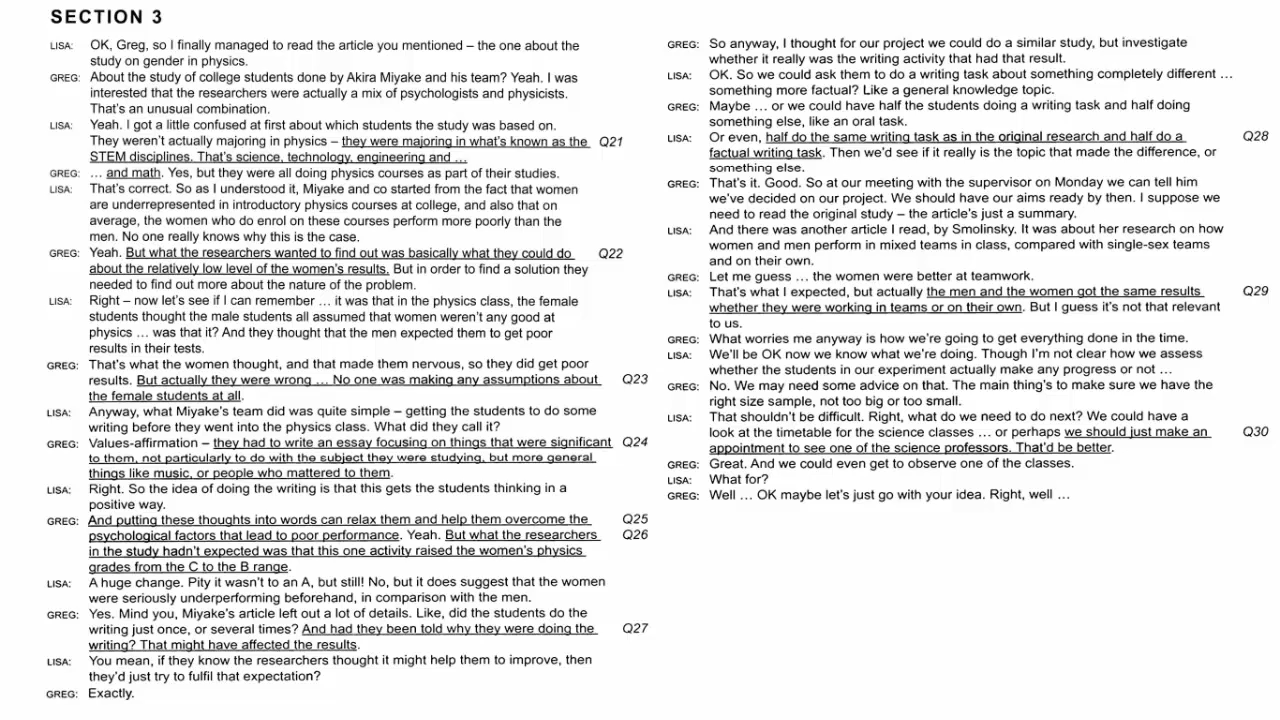 SECTION 3
LISA: OK, Greg, so I finally managed to read the article you mentioned – the one about the
study on gender in physics.
GREG: About the study of college students done by Akira Miyake and his team? Yeah. I was
interested that the researchers were actually a mix of psychologists and physicists.
That's an unusual combination.
LISA: Yeah. I got a little confused at first about which students the study was based on.
They weren't actually majoring in physics – they were majoring in what's known as the Q21
STEM disciplines. That's science, technology, engineering and …
GREG: … and math. Yes, but they were all doing physics courses as part of their studies.
LISA: That's correct. So as I understood it, Miyake and co started from the fact that women
are underrepresented in introductory physics courses at college, and also that on
average, the women who do enrol on these courses perform more poorly than the
men. No one really knows why this is the case.
GREG: Yeah. But what the researchers wanted to find out was basically what they could do Q22
about the relatively low level of the women's results. But in order to find a solution they
needed to find out more about the nature of the problem.
LISA: Right – now let's see if I can remember … it was that in the physics class, the female
students thought the male students all assumed that women weren't any good at
physics … was that it? And they thought that the men expected them to get poor
results in their tests.
GREG: That's what the women thought, and that made them nervous, so they did get poor
results. But actually they were wrong … No one was making any assumptions about Q23
the female students at all.
LISA: Anyway, what Miyake's team did was quite simple – getting the students to do some
writing before they went into the physics class. What did they call it?
GREG: Values-affirmation – they had to write an essay focusing on things that were significant Q24
to them, not particularly to do with the subject they were studying, but more general
things like music, or people who mattered to them.
LISA: Right. So the idea of doing the writing is that this gets the students thinking in a
positive way.
GREG: And putting these thoughts into words can relax them and help them overcome the Q25
psychological factors that lead to poor performance. Yeah. But what the researchers Q26
in the study hadn't expected was that this one activity raised the women's physics
grades from the C to the B range.
LISA: A huge change. Pity it wasn't to an A, but still! No, but it does suggest that the women
were seriously underperforming beforehand, in comparison with the men.
GREG: Yes. Mind you, Miyake's article left out a lot of details. Like, did the students do the
writing just once, or several times? And had they been told why they were doing the Q27
writing? That might have affected the results.
LISA: You mean, if they know the researchers thought it might help them to improve, then
they'd just try to fulfil that expectation?
GREG: Exactly.
GREG: So anyway, I thought for our project we could do a similar study, but investigate
whether it really was the writing activity that had that result.
LISA: OK. So we could ask them to do a writing task about something completely different …
something more factual? Like a general knowledge topic.
GREG: Maybe … or we could have half the students doing a writing task and half doing
something else, like an oral task.
LISA: Or even, half do the same writing task as in the original research and half do a Q28
factual writing task. Then we'd see if it really is the topic that made the difference, or
something else.
GREG: That's it. Good. So at our meeting with the supervisor on Monday we can tell him
we've decided on our project. We should have our aims ready by then. I suppose we
need to read the original study – the article's just a summary.
LISA: And there was another article I read, by Smolinsky. It was about her research on how
women and men perform in mixed teams in class, compared with single-sex teams
and on their own.
GREG: Let me guess … the women were better at teamwork.
LISA: That's what I expected, but actually the men and the women got the same results Q29
whether they were working in teams or on their own. But I guess it's not that relevant
to us.
GREG: What worries me anyway is how we're going to get everything done in the time.
LISA: We'll be OK now we know what we're doing. Though I'm not clear how we assess
whether the students in our experiment actually make any progress or not …
GREG: No. We may need some advice on that. The main thing's to make sure we have the
right size sample, not too big or too small.
LISA: That shouldn't be difficult. Right, what do we need to do next? We could have a
look at the timetable for the science classes … or perhaps we should just make an Q30
appointment to see one of the science professors. That'd be better.
GREG: Great. And we could even get to observe one of the classes.
LISA: What for?
GREG: Well … OK maybe let's just go with your idea. Right, well …